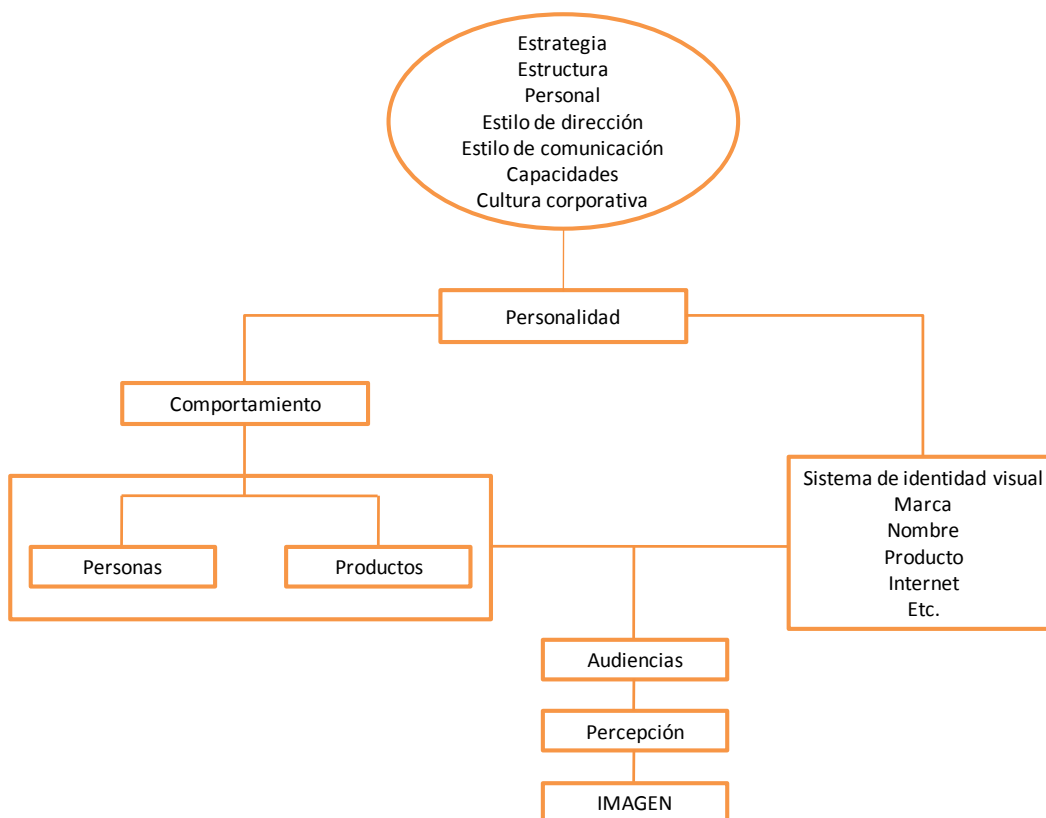 Estrategia
Estructura
Personal
Estilo de dirección
Estilo de comunicación
Capacidades
Cultura corporativa
Personalidad
Comportamiento
Personas
Productos
Sistema de identidad visual
Marca
Nombre
Producto
Internet
Etc.
Audiencias
Percepción
IMAGEN